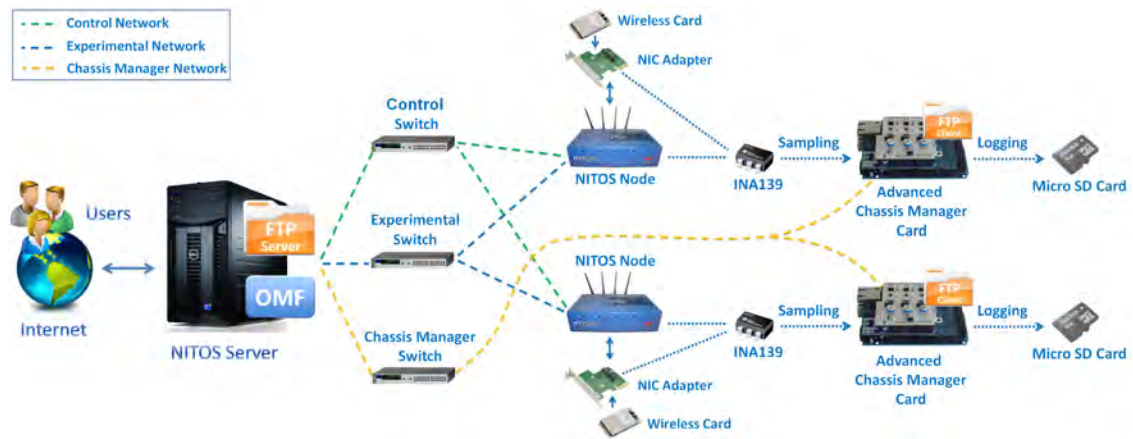 Control Network
Experimental Network
Chassis Manager Network
Wireless Card
NIC Adapter
Control
Switch
FTP
Client
Sampling
Logging
NITOS Node
INA139
Micro SD Card
Users
FTP
Server
Experimental
Switch
Advanced
Chassis Manager
Card
OMF
NITOS Node
FTP
Client
Internet
NITOS Server
Chassis Manager
Switch
Sampling
Logging
INA139
Micro SD Card
Advanced
Chassis Manager
Card
NIC Adapter
Wireless Card